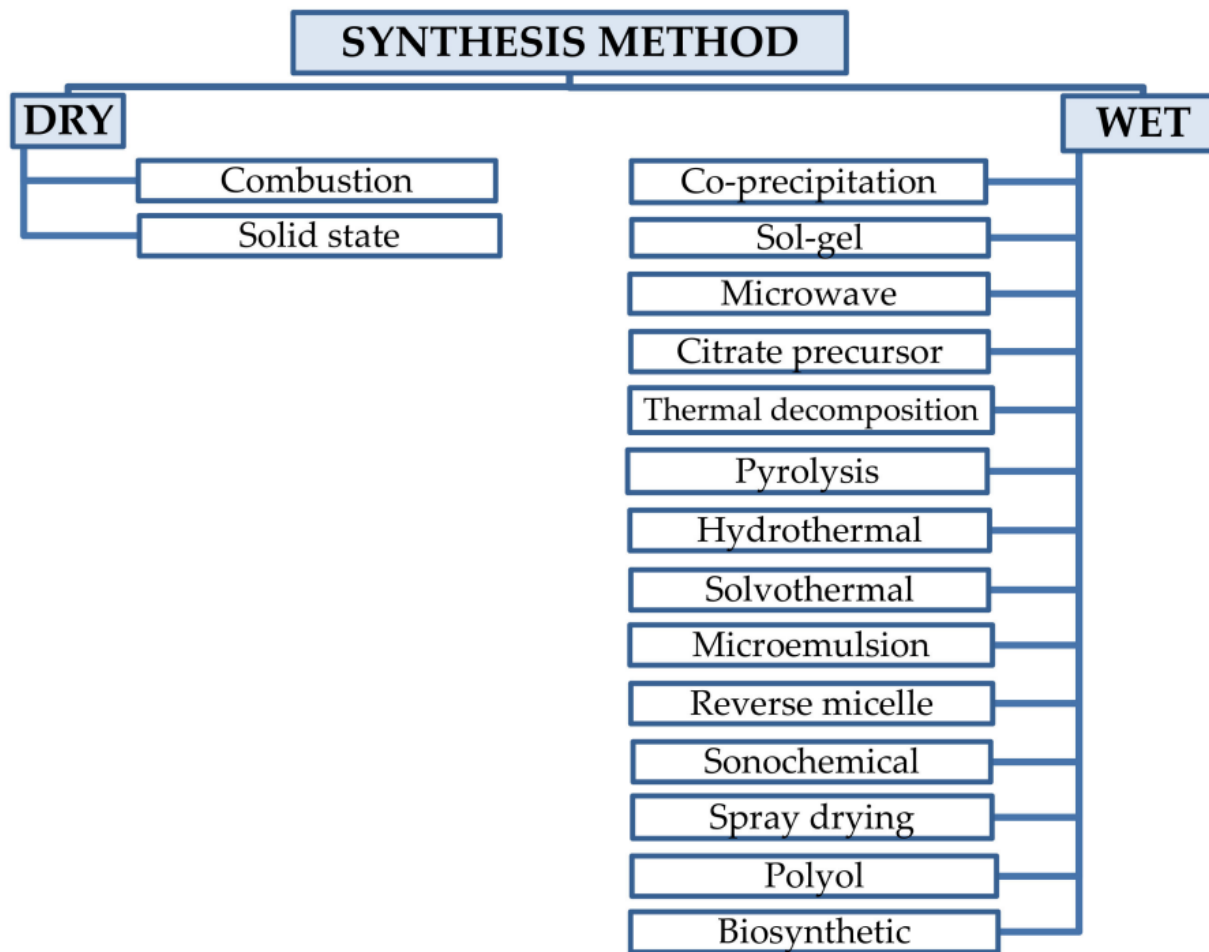 SYNTHESIS METHOD
DRY
WET
Combustion
Solid state
Co-precipitation
Sol-gel
Microwave
Citrate precursor
Thermal decomposition
Pyrolysis
Hydrothermal
Solvothermal
Microemulsion
Reverse micelle
Sonochemical
Spray drying
Polyol
Biosynthetic